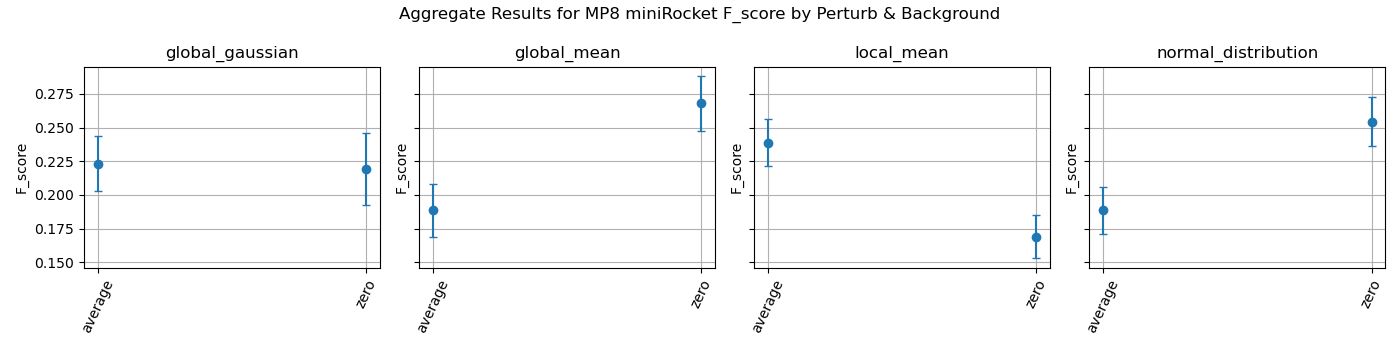 Aggregate Results for MP8 miniRocket F_score by Perturb & Background
global_gaussian
global_mean
local_mean
normal_distribution
F_score
0.275
0.250
0.225
0.200
0.175
0.150
F_score
F_score
F_score
average
zero
average
zero
average
zero
average
zero